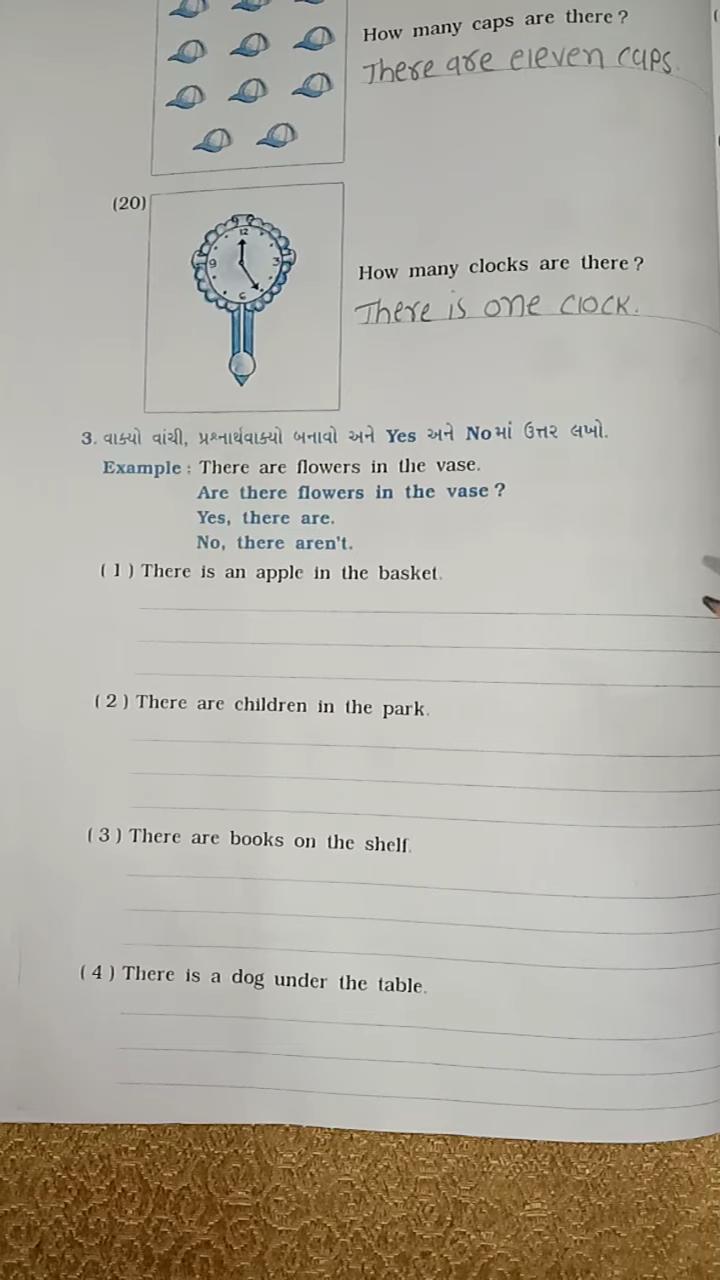 How many caps are there ?
There are eleven caps.
(20)
12
9
3
6
How many clocks are there ?
There is one clock.
3. વાક્યો વાંચી, પ્રશ્નાર્થવાક્યો બનાવો અને Yes અને Noમાં ઉત્તર લખો.
Example : There are flowers in the vase.
Are there flowers in the vase ?
Yes, there are.
No, there aren't.
( 1 ) There is an apple in the basket.
( 2 ) There are children in the park.
( 3 ) There are books on the shelf.
( 4 ) There is a dog under the table.